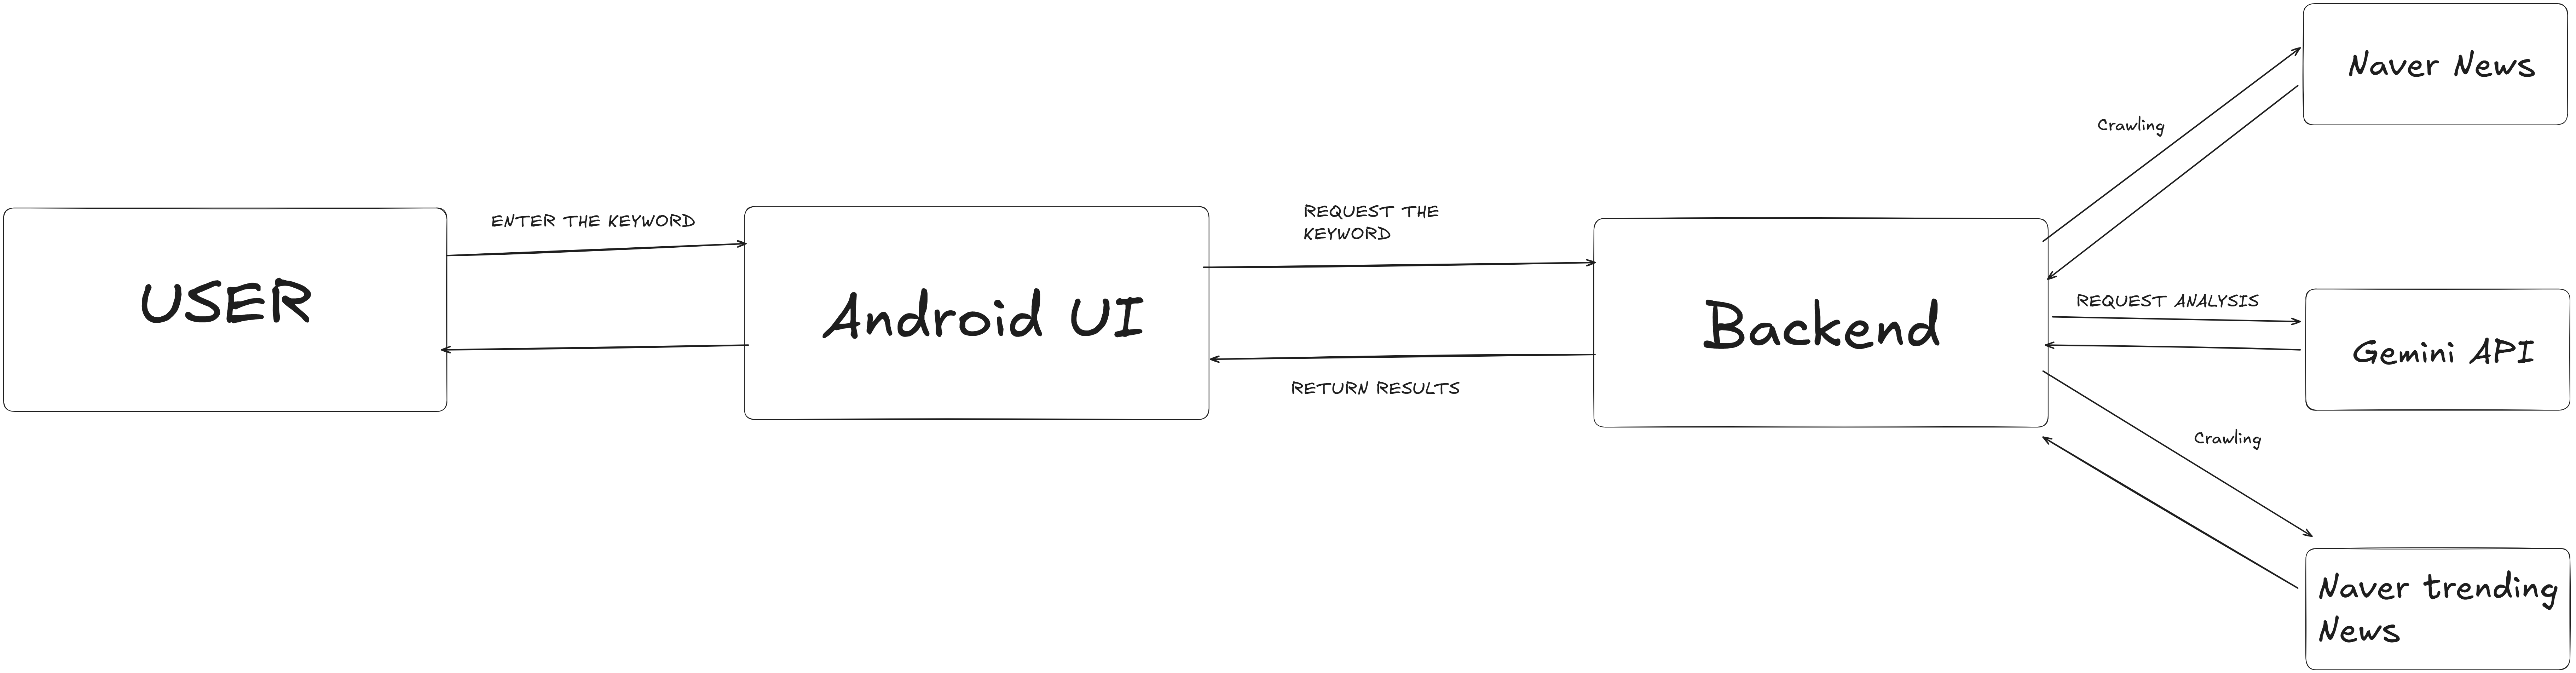 USER
ENTER THE KEYWORD
Android UI
REQUEST THE
KEYWORD
RETURN RESULTS
Backend
Crawling
Naver News
REQUEST ANALYSIS
Gemini API
Crawling
Naver trending
News